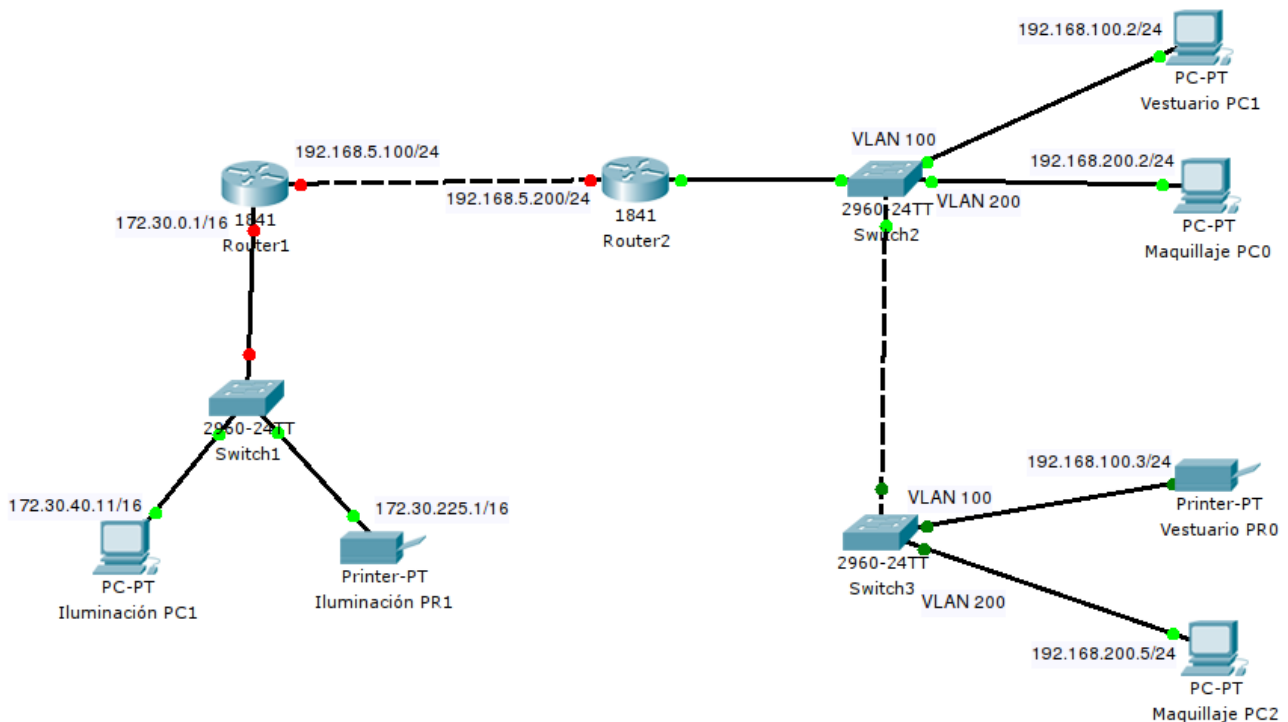 192.168.100.2/24
PC-PT
Vestuario PC1
VLAN 100
192.168.5.100/24
192.168.200.2/24
192.168.5.200/24
VLAN 200
172.30.0.1/16
1841
Router1
1841
Router2
2960-24TT
Switch2
PC-PT
Maquillaje PC0
2960-24TT
Switch1
192.168.100.3/24
VLAN 100
172.30.40.11/16
172.30.225.1/16
Printer-PT
Vestuario PR0
2960-24TT
Switch3
PC-PT
Iluminación PC1
Printer-PT
Iluminación PR1
VLAN 200
192.168.200.5/24
PC-PT
Maquillaje PC2